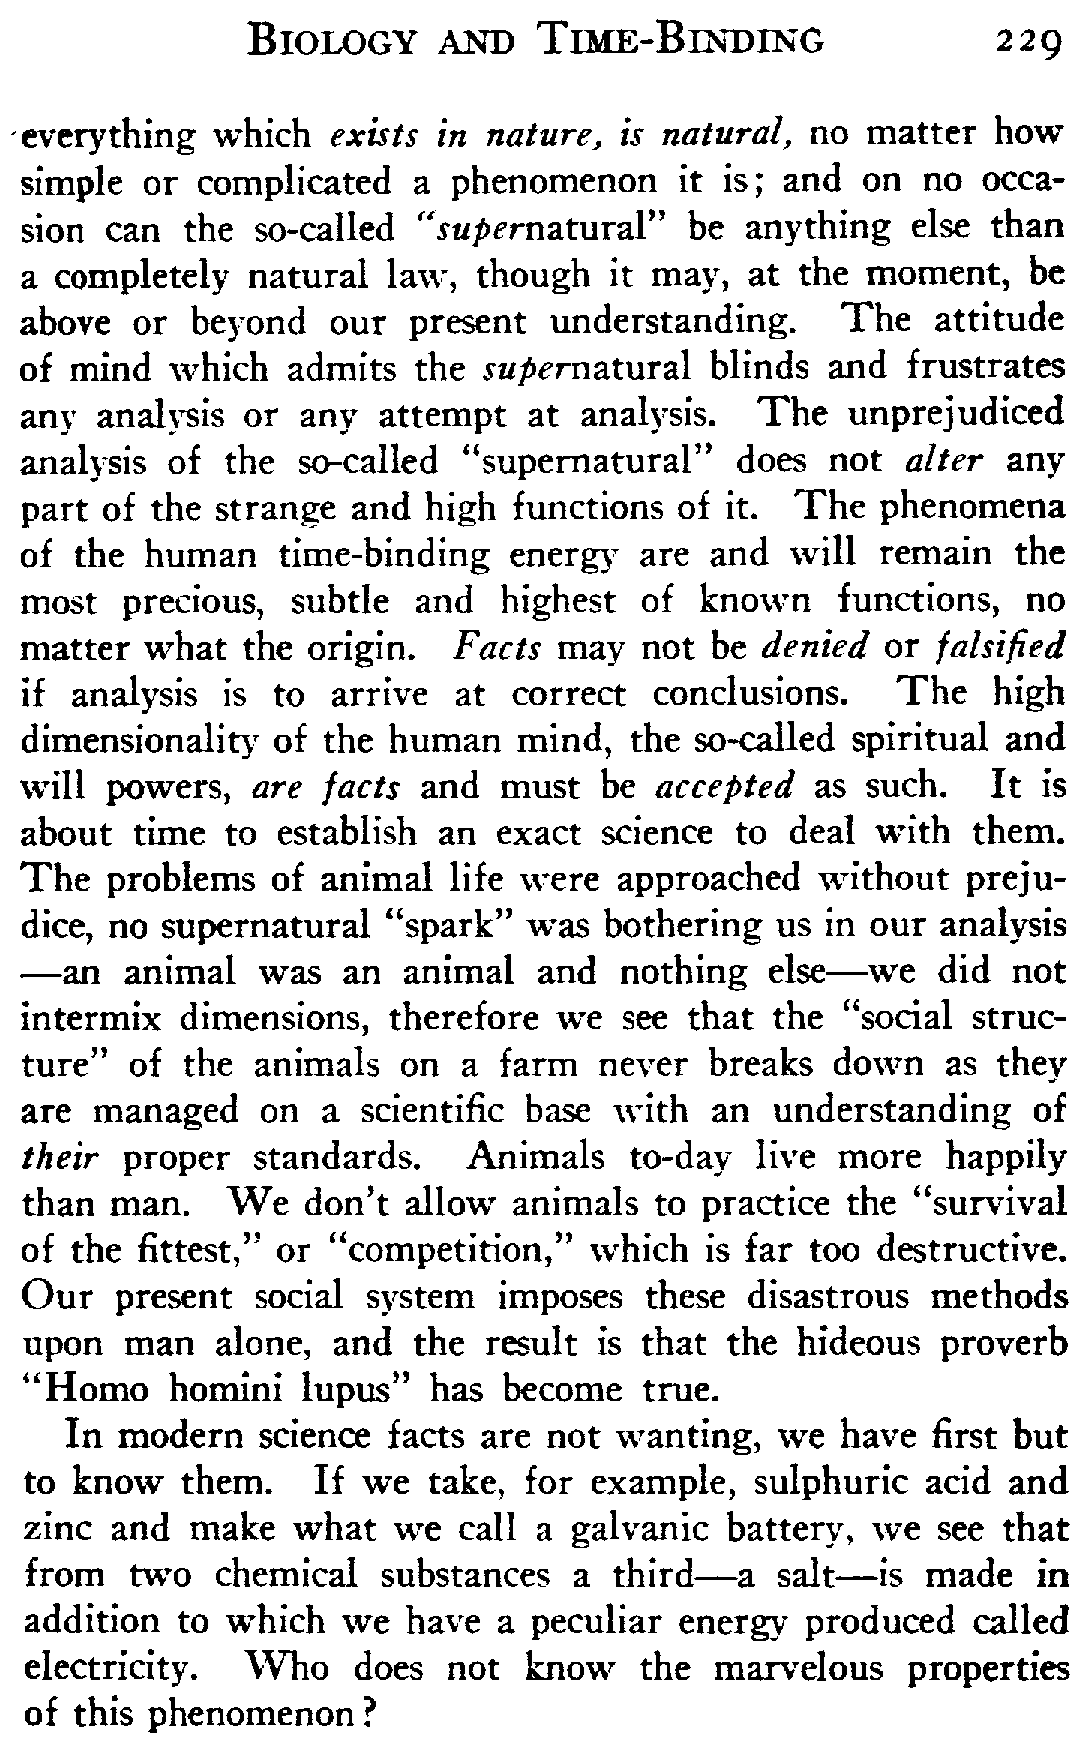 BIOLOGY AND TIME-BINDING 229
everything which exists in nature, is natural, no matter how
simple or complicated a phenomenon it is; and on no occa-
sion can the so-called "supernatural" be anything else than
a completely natural law, though it may, at the moment, be
above or beyond our present understanding. The attitude
of mind which admits the supernatural blinds and frustrates
any analysis or any attempt at analysis. The unprejudiced
analysis of the so-called "supernatural" does not alter any
part of the strange and high functions of it. The phenomena
of the human time-binding energy are and will remain the
most precious, subtle and highest of known functions, no
matter what the origin. Facts may not be denied or falsified
if analysis is to arrive at correct conclusions. The high
dimensionality of the human mind, the so-called spiritual and
will powers, are facts and must be accepted as such. It is
about time to establish an exact science to deal with them.
The problems of animal life were approached without preju-
dice, no supernatural "spark" was bothering us in our analysis
—an animal was an animal and nothing else—we did not
intermix dimensions, therefore we see that the "social struc-
ture" of the animals on a farm never breaks down as they
are managed on a scientific base with an understanding of
their proper standards. Animals to-day live more happily
than man. We don't allow animals to practice the "survival
of the fittest," or "competition," which is far too destructive.
Our present social system imposes these disastrous methods
upon man alone, and the result is that the hideous proverb
"Homo homini lupus" has become true.
In modern science facts are not wanting, we have first but
to know them. If we take, for example, sulphuric acid and
zinc and make what we call a galvanic battery, we see that
from two chemical substances a third—a salt—is made in
addition to which we have a peculiar energy produced called
electricity. Who does not know the marvelous properties
of this phenomenon?